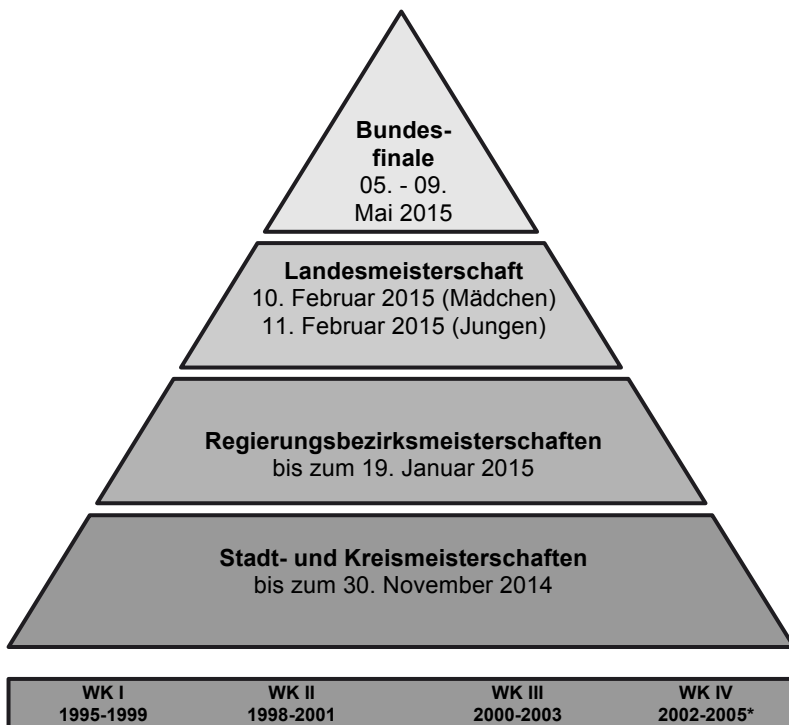 Bundes-
finale
05. - 09.
Mai 2015
Landesmeisterschaft
10. Februar 2015 (Mädchen)
11. Februar 2015 (Jungen)
Regierungsbezirksmeisterschaften
bis zum 19. Januar 2015
Stadt- und Kreismeisterschaften
bis zum 30. November 2014
WK I WK II WK III WK IV
1995-1999 1998-2001 2000-2003 2002-2005*